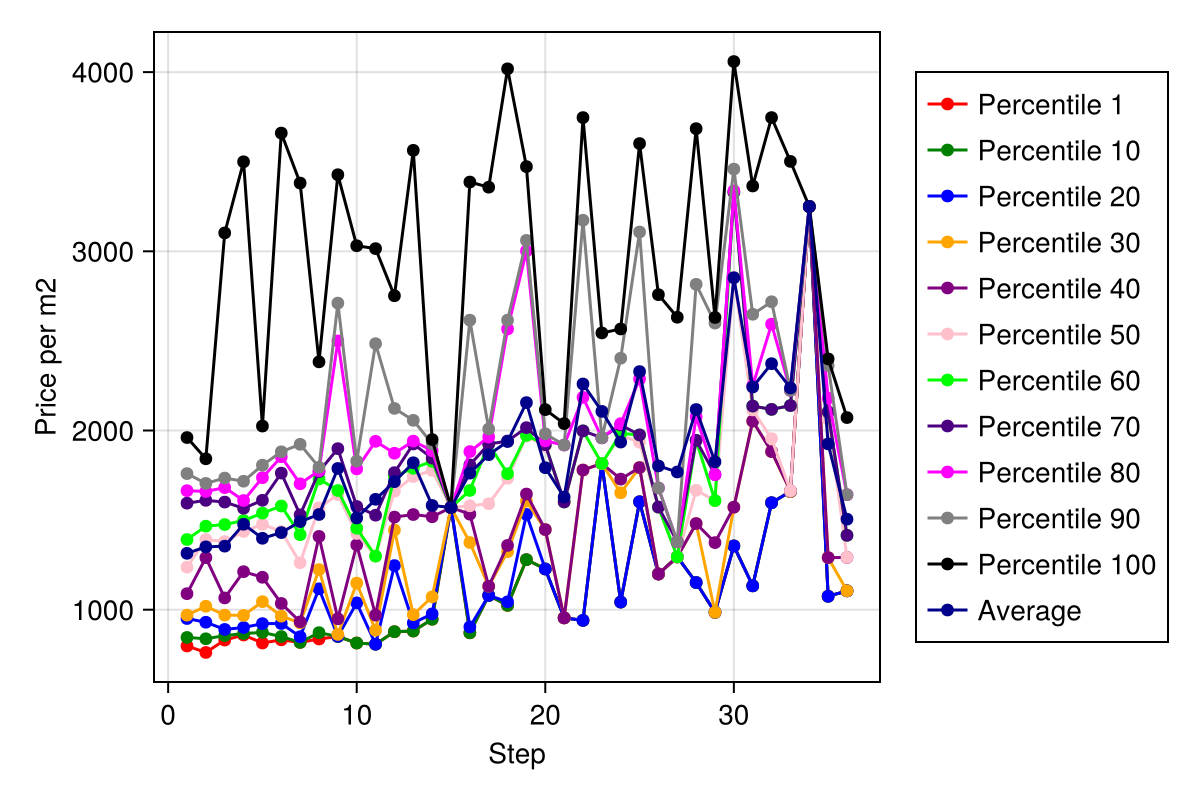 4000
3000
2000
1000
Price per m2
0
10
20
30
Step
Percentile 1
Percentile 10
Percentile 20
Percentile 30
Percentile 40
Percentile 50
Percentile 60
Percentile 70
Percentile 80
Percentile 90
Percentile 100
Average